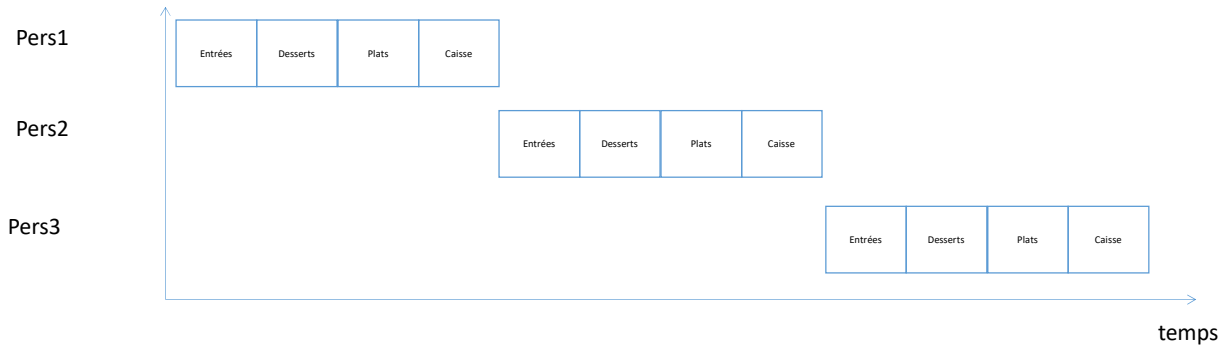 Pers1
Entrées Desserts Plats Caisse
Pers2
Entrées Desserts Plats Caisse
Pers3
Entrées Desserts Plats Caisse
temps